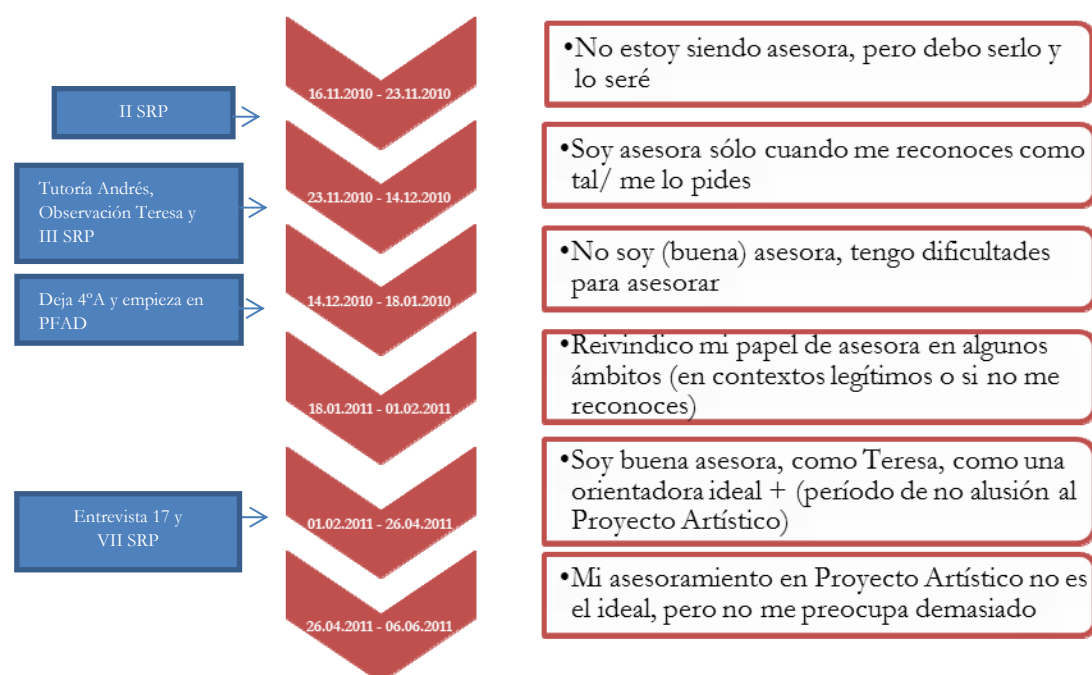 16.11.2010 - 23.11.2010
•No estoy siendo asesora, pero debo serlo y
lo seré
II SRP
23.11.2010 - 14.12.2010
•Soy asesora sólo cuando me reconoces como
tal/ me lo pides
Tutoría Andrés,
Observación Teresa y
III SRP
14.12.2010 - 18.01.2010
•No soy (buena) asesora, tengo dificultades
para asesorar
Deja 4ºA y empieza en
PFAD
18.01.2011 - 01.02.2011
•Reivindico mi papel de asesora en algunos
ámbitos (en contextos legítimos o si no me
reconoces)
01.02.2011 - 26.04.2011
•Soy buena asesora, como Teresa, como una
orientadora ideal + (período de no alusión al
Proyecto Artístico)
Entrevista 17 y
VII SRP
26.04.2011 - 06.06.2011
•Mi asesoramiento en Proyecto Artístico no es
el ideal, pero no me preocupa demasiado